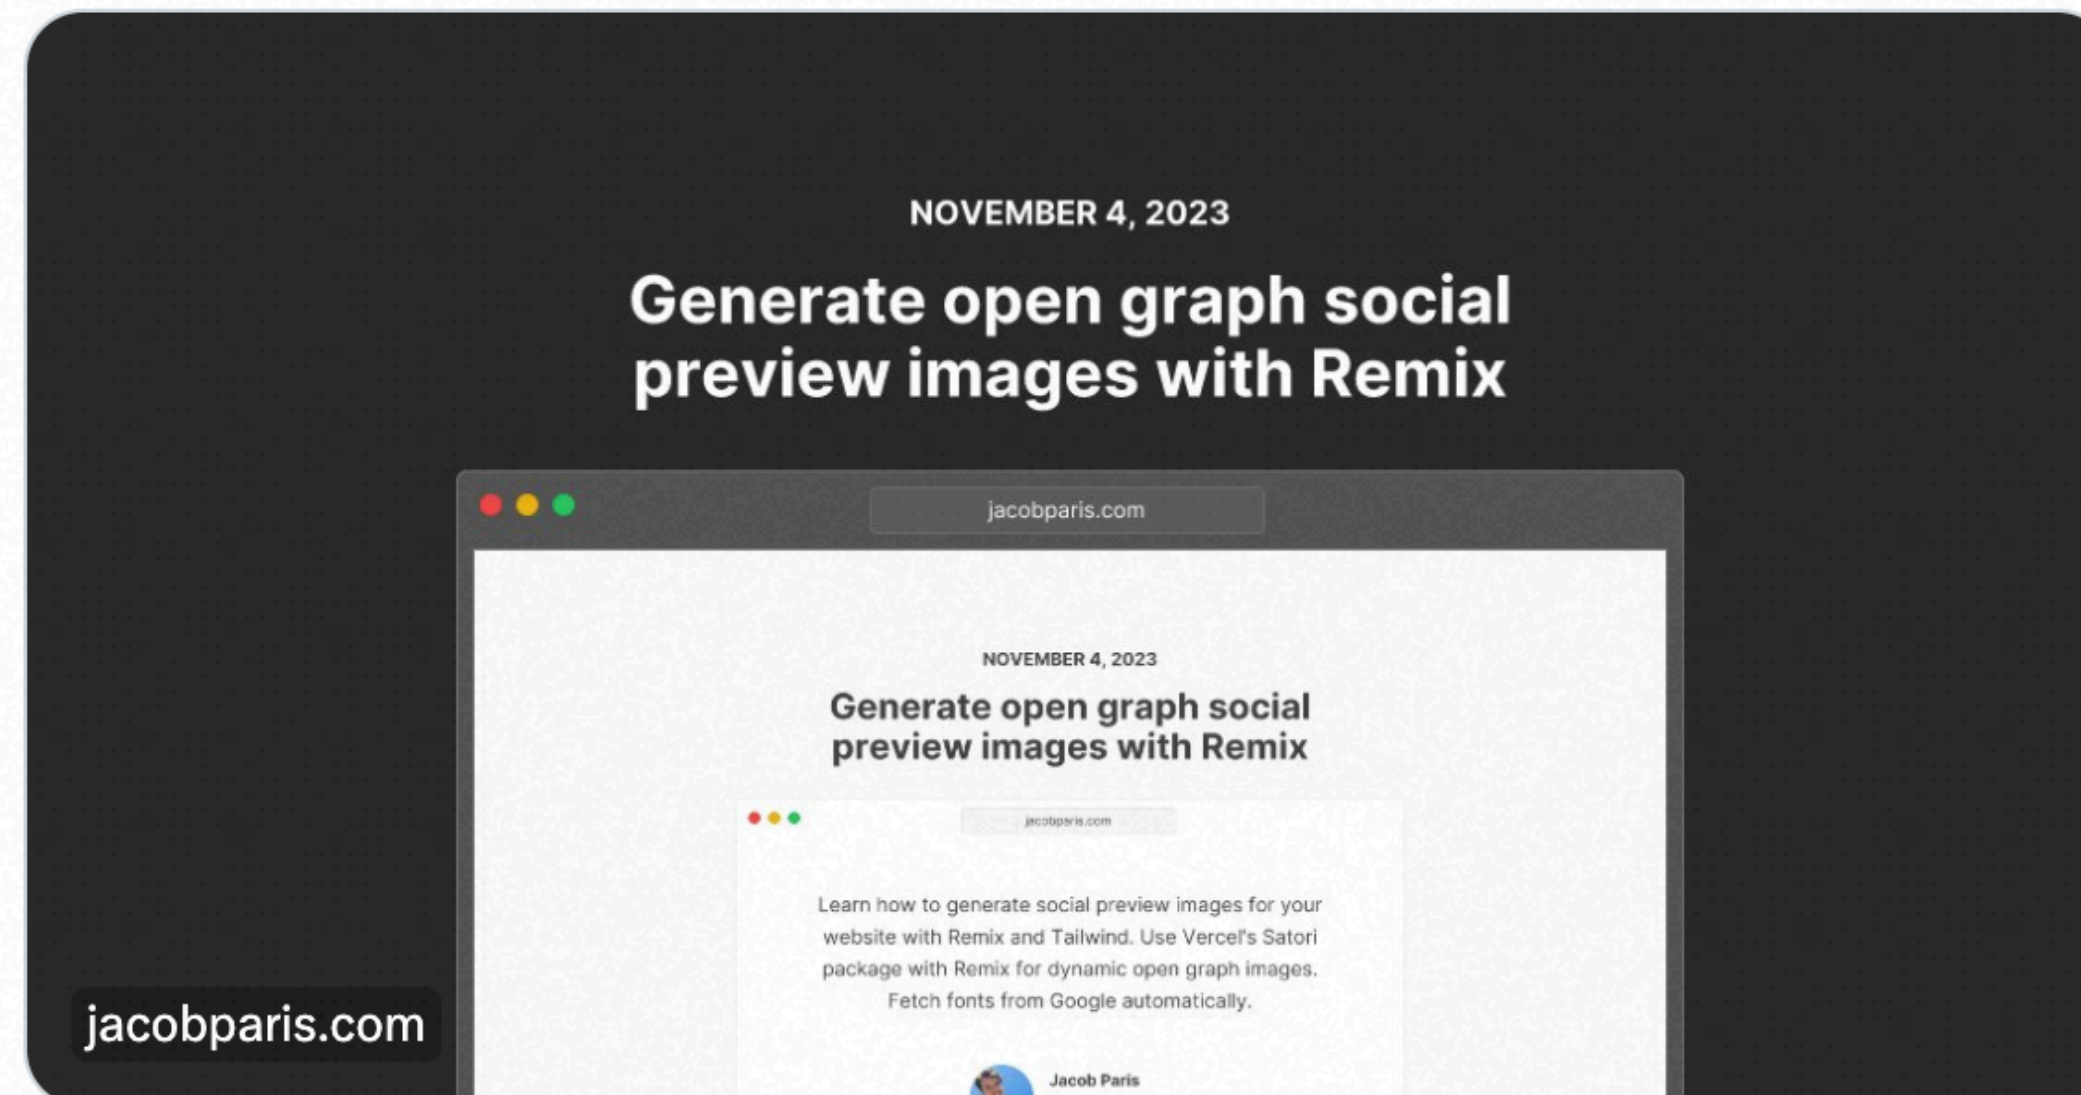 NOVEMBER 4, 2023
Generate open graph social
preview images with Remix
jacobparis.com
NOVEMBER 4, 2023
Generate open graph social
preview images with Remix
jacobparis.com
Learn how to generate social preview images for your
website with Remix and Tailwind. Use Vercel's Satori
package with Remix for dynamic open graph images.
Fetch fonts from Google automatically.
jacobparis.com
Jacob Paris